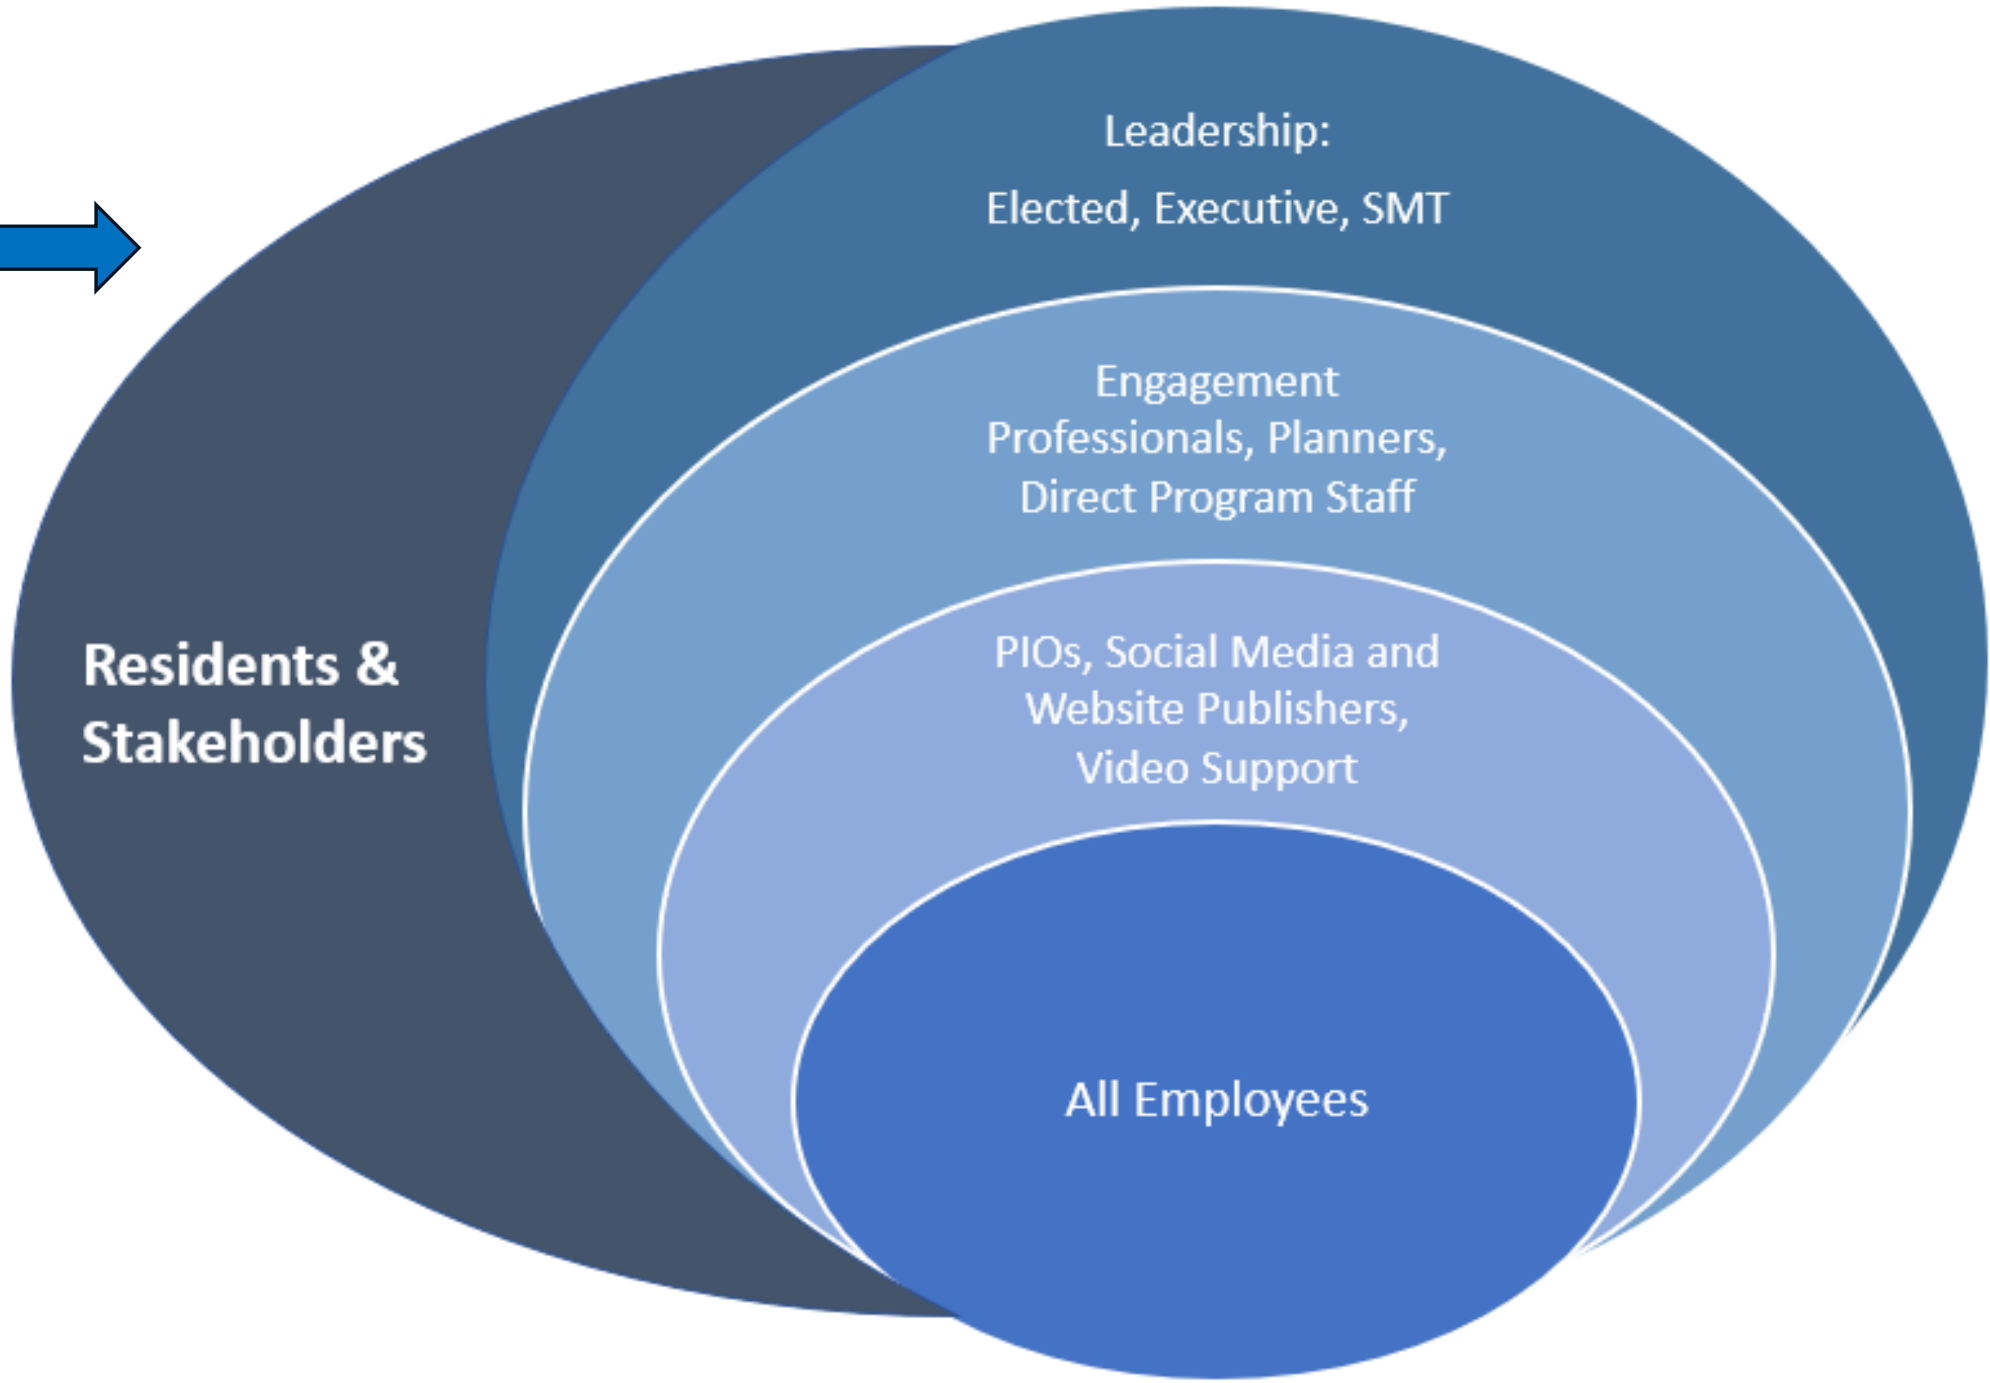 Leadership:
Elected, Executive, SMT
Engagement
Professionals, Planners,
Direct Program Staff
PIOs, Social Media and
Website Publishers,
Video Support
All Employees
Residents &
Stakeholders